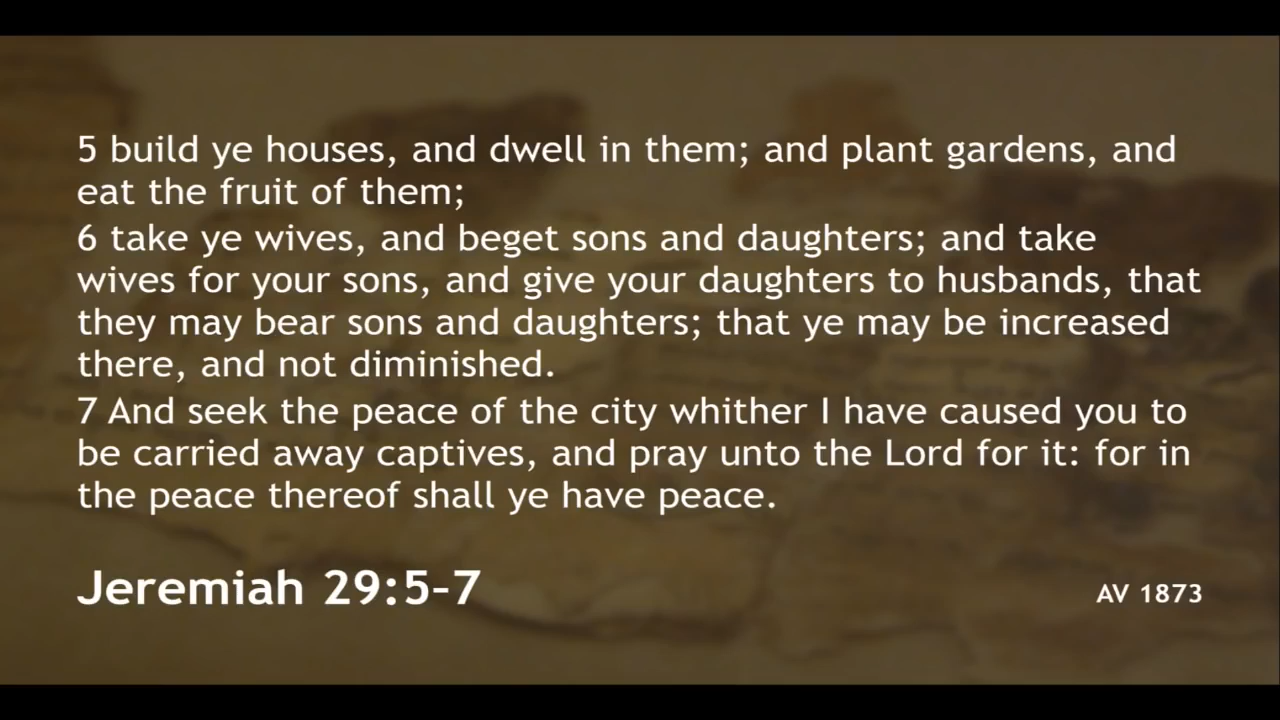 5 build ye houses, and dwell in them; and plant gardens, and
eat the fruit of them;
6 take ye wives, and beget sons and daughters; and take
wives for your sons, and give your daughters to husbands, that
they may bear sons and daughters; that ye may be increased
there, and not diminished.
7 And seek the peace of the city whither I have caused you to
be carried away captives, and pray unto the Lord for it: for in
the peace thereof shall ye have peace.
Jeremiah 29:5-7
AV 1873